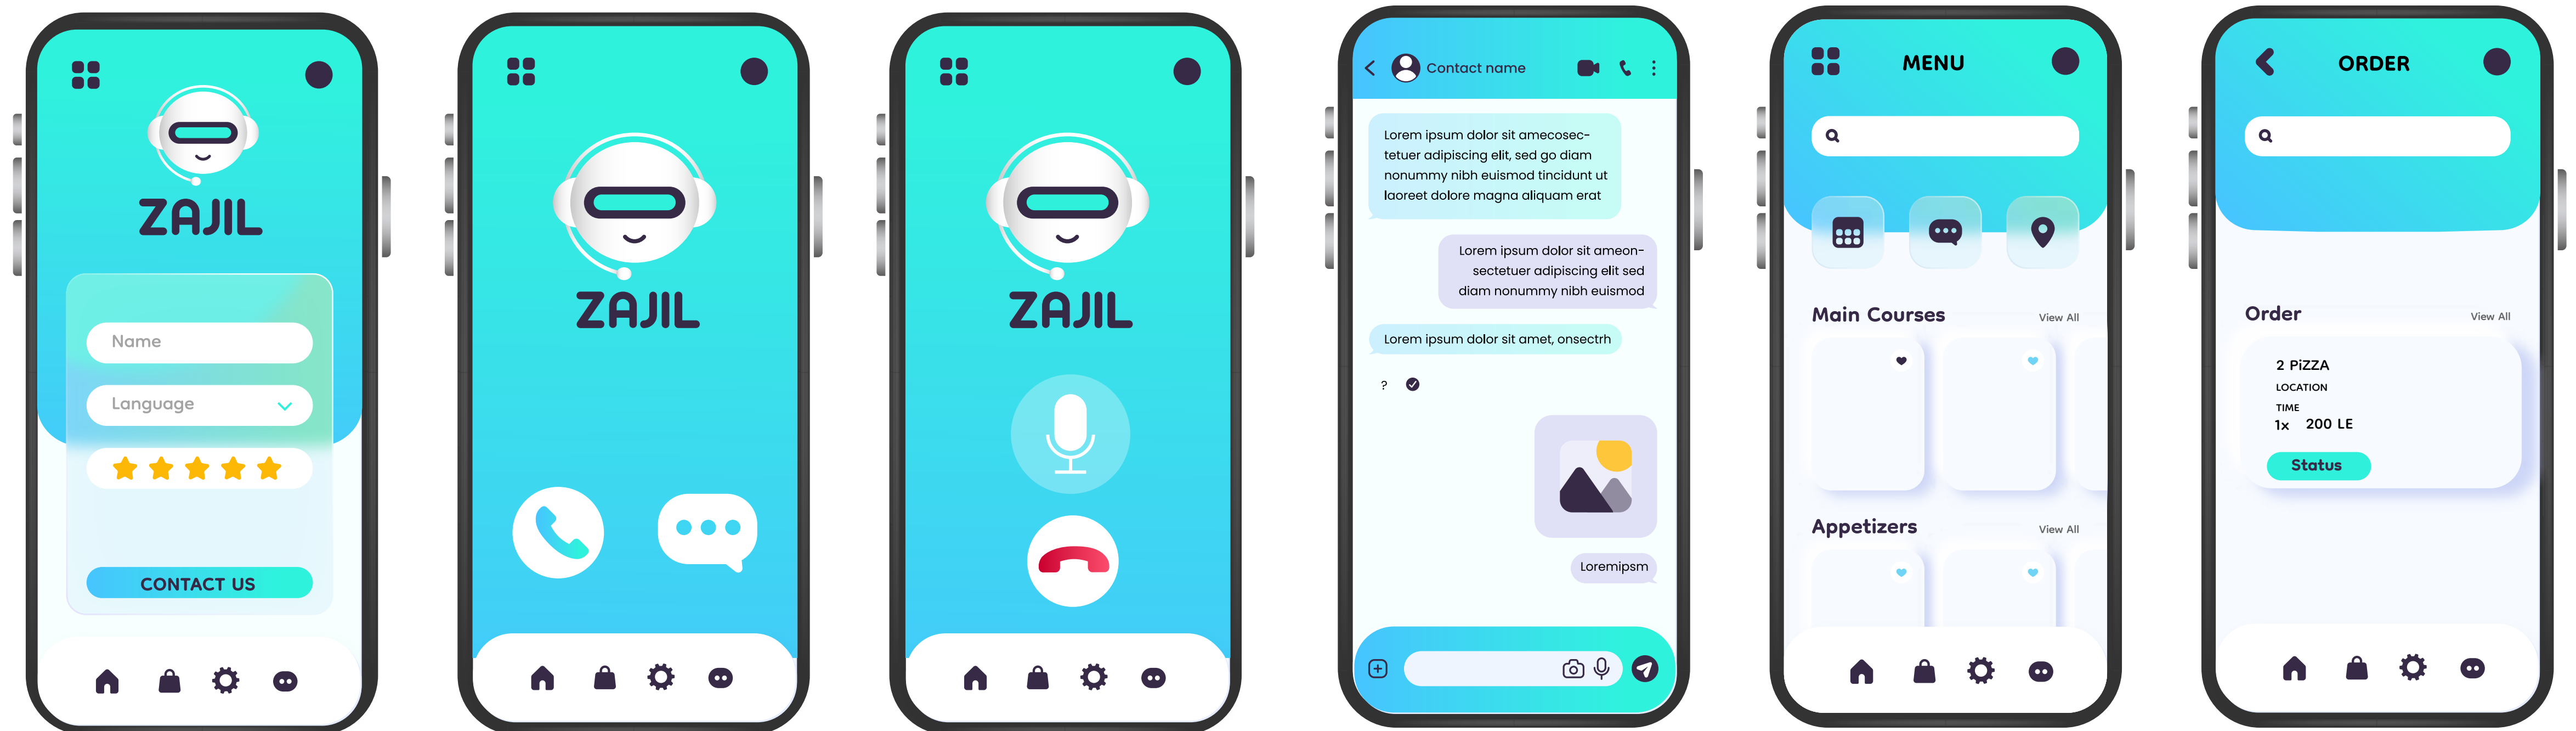 ZAJIL
Name
Language
CONTACT US
ZAJIL
ZAJIL
Contact name
Lorem ipsum dolor sit amecosec-
tetuer adipiscing elit, sed go diam
nonummy nibh euismod tincidunt ut
laoreet dolore magna aliquam erat
Lorem ipsum dolor sit ameon-
sectetuer adipiscing elit sed
diam nonummy nibh euismod
Lorem ipsum dolor sit amet, onsectrh
?
Loremipsm
MENU
Main Courses
View All
Appetizers
View All
ORDER
Order
View All
2 PiZZA
LOCATION
TIME
1x 200 LE
Status